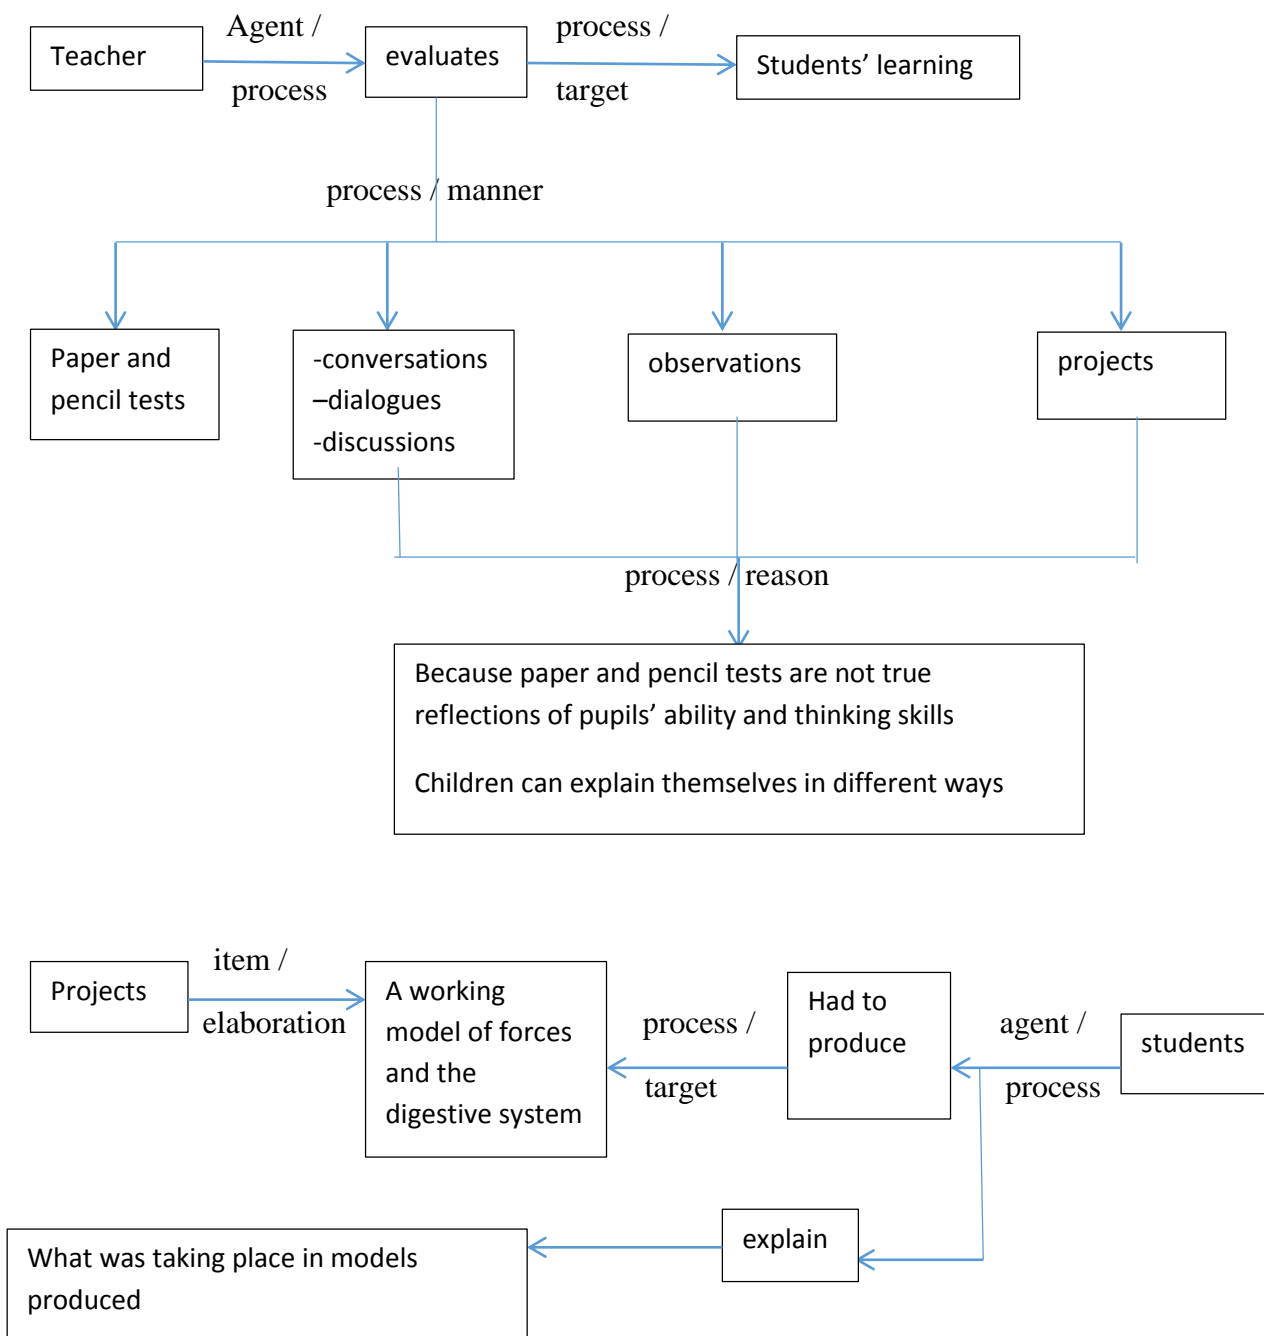 Teacher
Agent /
process
evaluates
process /
target
Students’ learning
process / manner
Paper and
pencil tests
-conversations
–dialogues
-discussions
observations
projects
process / reason
Because paper and pencil tests are not true
reflections of pupils’ ability and thinking skills
Children can explain themselves in different ways
Projects
item /
elaboration
A working
model of forces
and the
digestive system
process /
target
Had to
produce
agent /
process
students
explain
What was taking place in models
produced